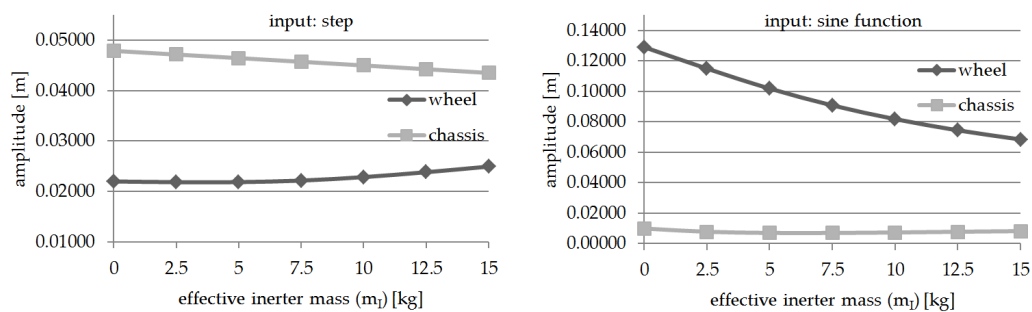 input: step
0.05000
0.04000
0.03000
0.02000
0.01000
amplitude [m]
wheel
chassis
0 2.5 5 7.5 10 12.5 15
effective inerter mass (mI) [kg]
input: sine function
0.14000
0.12000
0.10000
0.08000
0.06000
0.04000
0.02000
0.00000
amplitude [m]
wheel
chassis
0 2.5 5 7.5 10 12.5 15
effective inerter mass (mI) [kg]